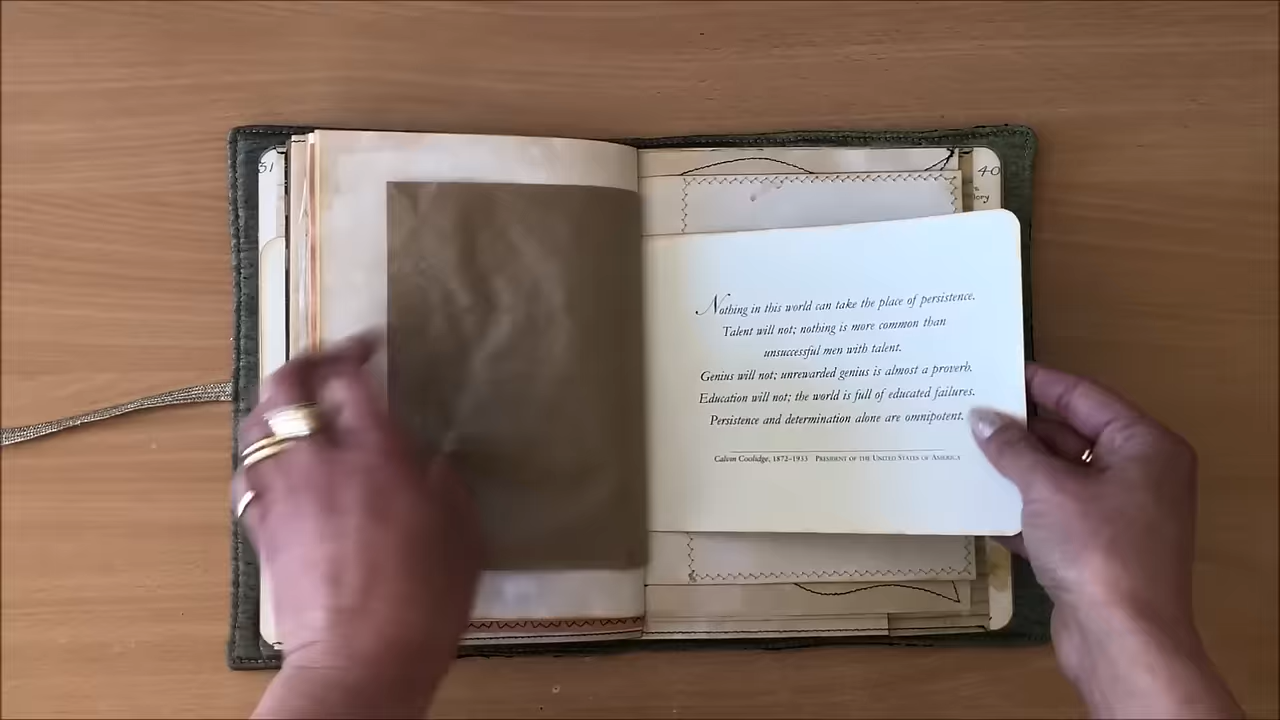 51
40
lory
Nothing in this world can take the place of persistence.
Talent will not; nothing is more common than
unsuccessful men with talent.
Genius will not; unrewarded genius is almost a proverb.
Education will not; the world is full of educated failures.
Persistence and determination alone are omnipotent.
Calvin Coolidge, 1872–1933 PRESIDENT OF THE UNITED STATES OF AMERICA